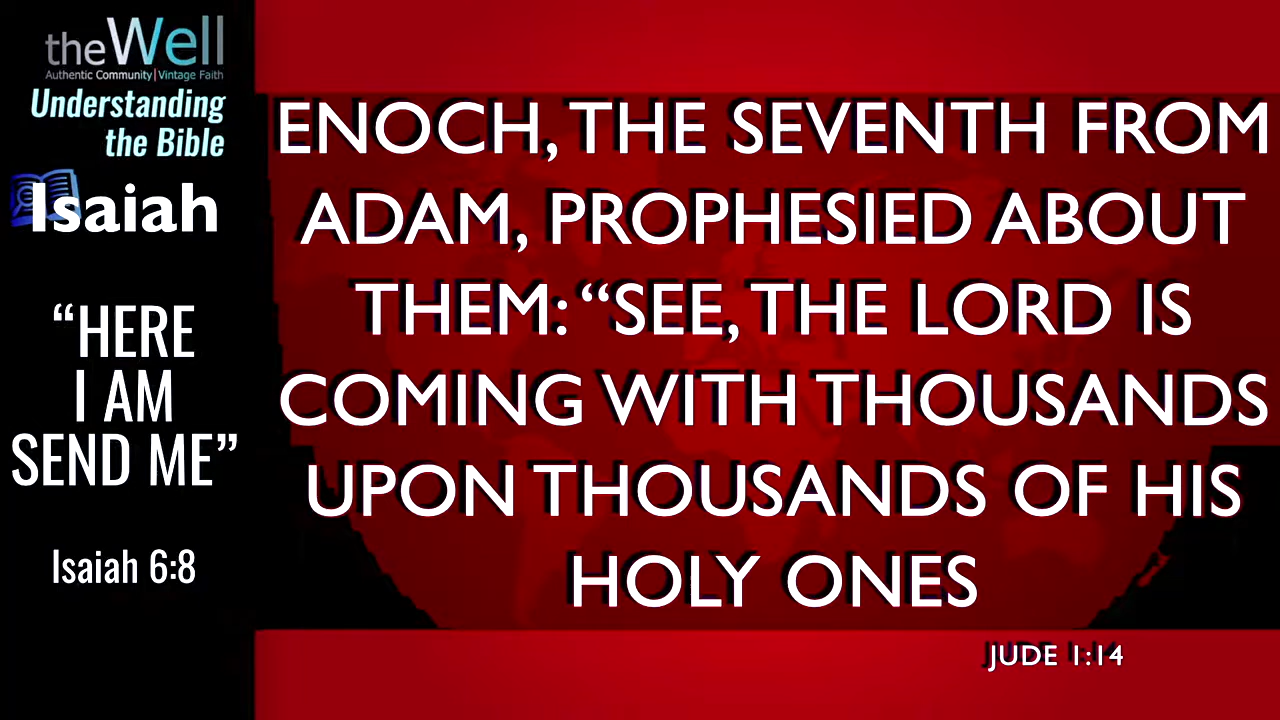 theWell
Authentic Community|Vintage Faith
Understanding
the Bible
Isaiah
“HERE
I AM
SEND ME”
Isaiah 6:8
ENOCH, THE SEVENTH FROM
ADAM, PROPHESIED ABOUT
THEM: “SEE, THE LORD IS
COMING WITH THOUSANDS
UPON THOUSANDS OF HIS
HOLY ONES
JUDE 1:14